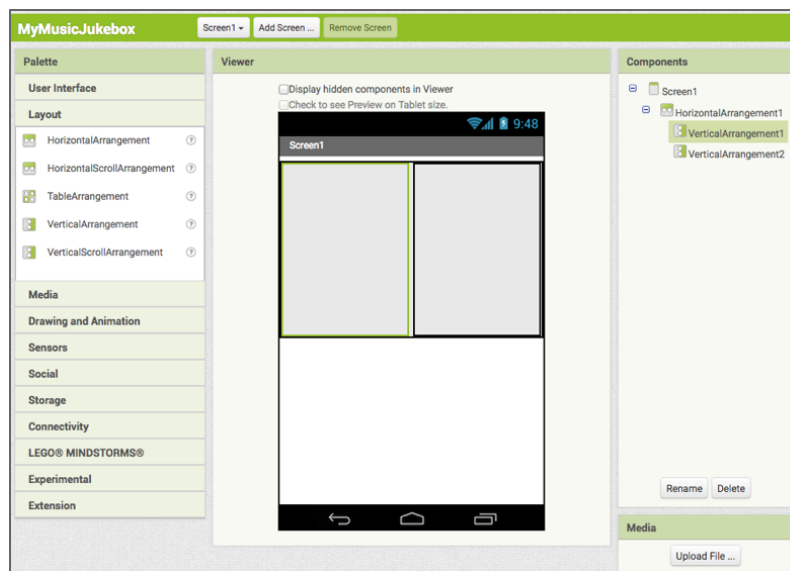 MyMusicJukebox
Screen1 Add Screen ... Remove Screen
Palette
User Interface
Layout
HorizontalArrangement ?
HorizontalScrollArrangement ?
TableArrangement ?
VerticalArrangement ?
VerticalScrollArrangement ?
Media
Drawing and Animation
Sensors
Social
Storage
Connectivity
LEGO® MINDSTORMS®
Experimental
Extension
Viewer
Display hidden components in Viewer
Check to see Preview on Tablet size.
9:48
Screen1
Components
Screen1
HorizontalArrangement1
VerticalArrangement1
VerticalArrangement2
Rename Delete
Media
Upload File ...